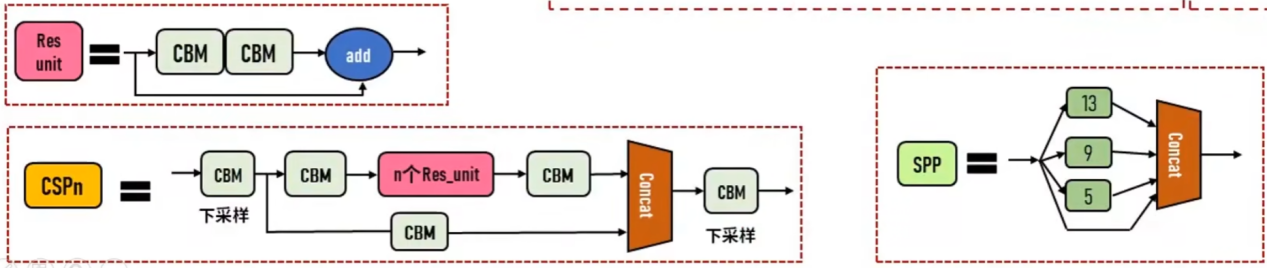 Res
unit
CBM
CBM
add
CSPn
CBM
下采样
CBM
n个Res_unit
CBM
CBM
Concat
CBM
下采样
SPP
13
9
5
Concat